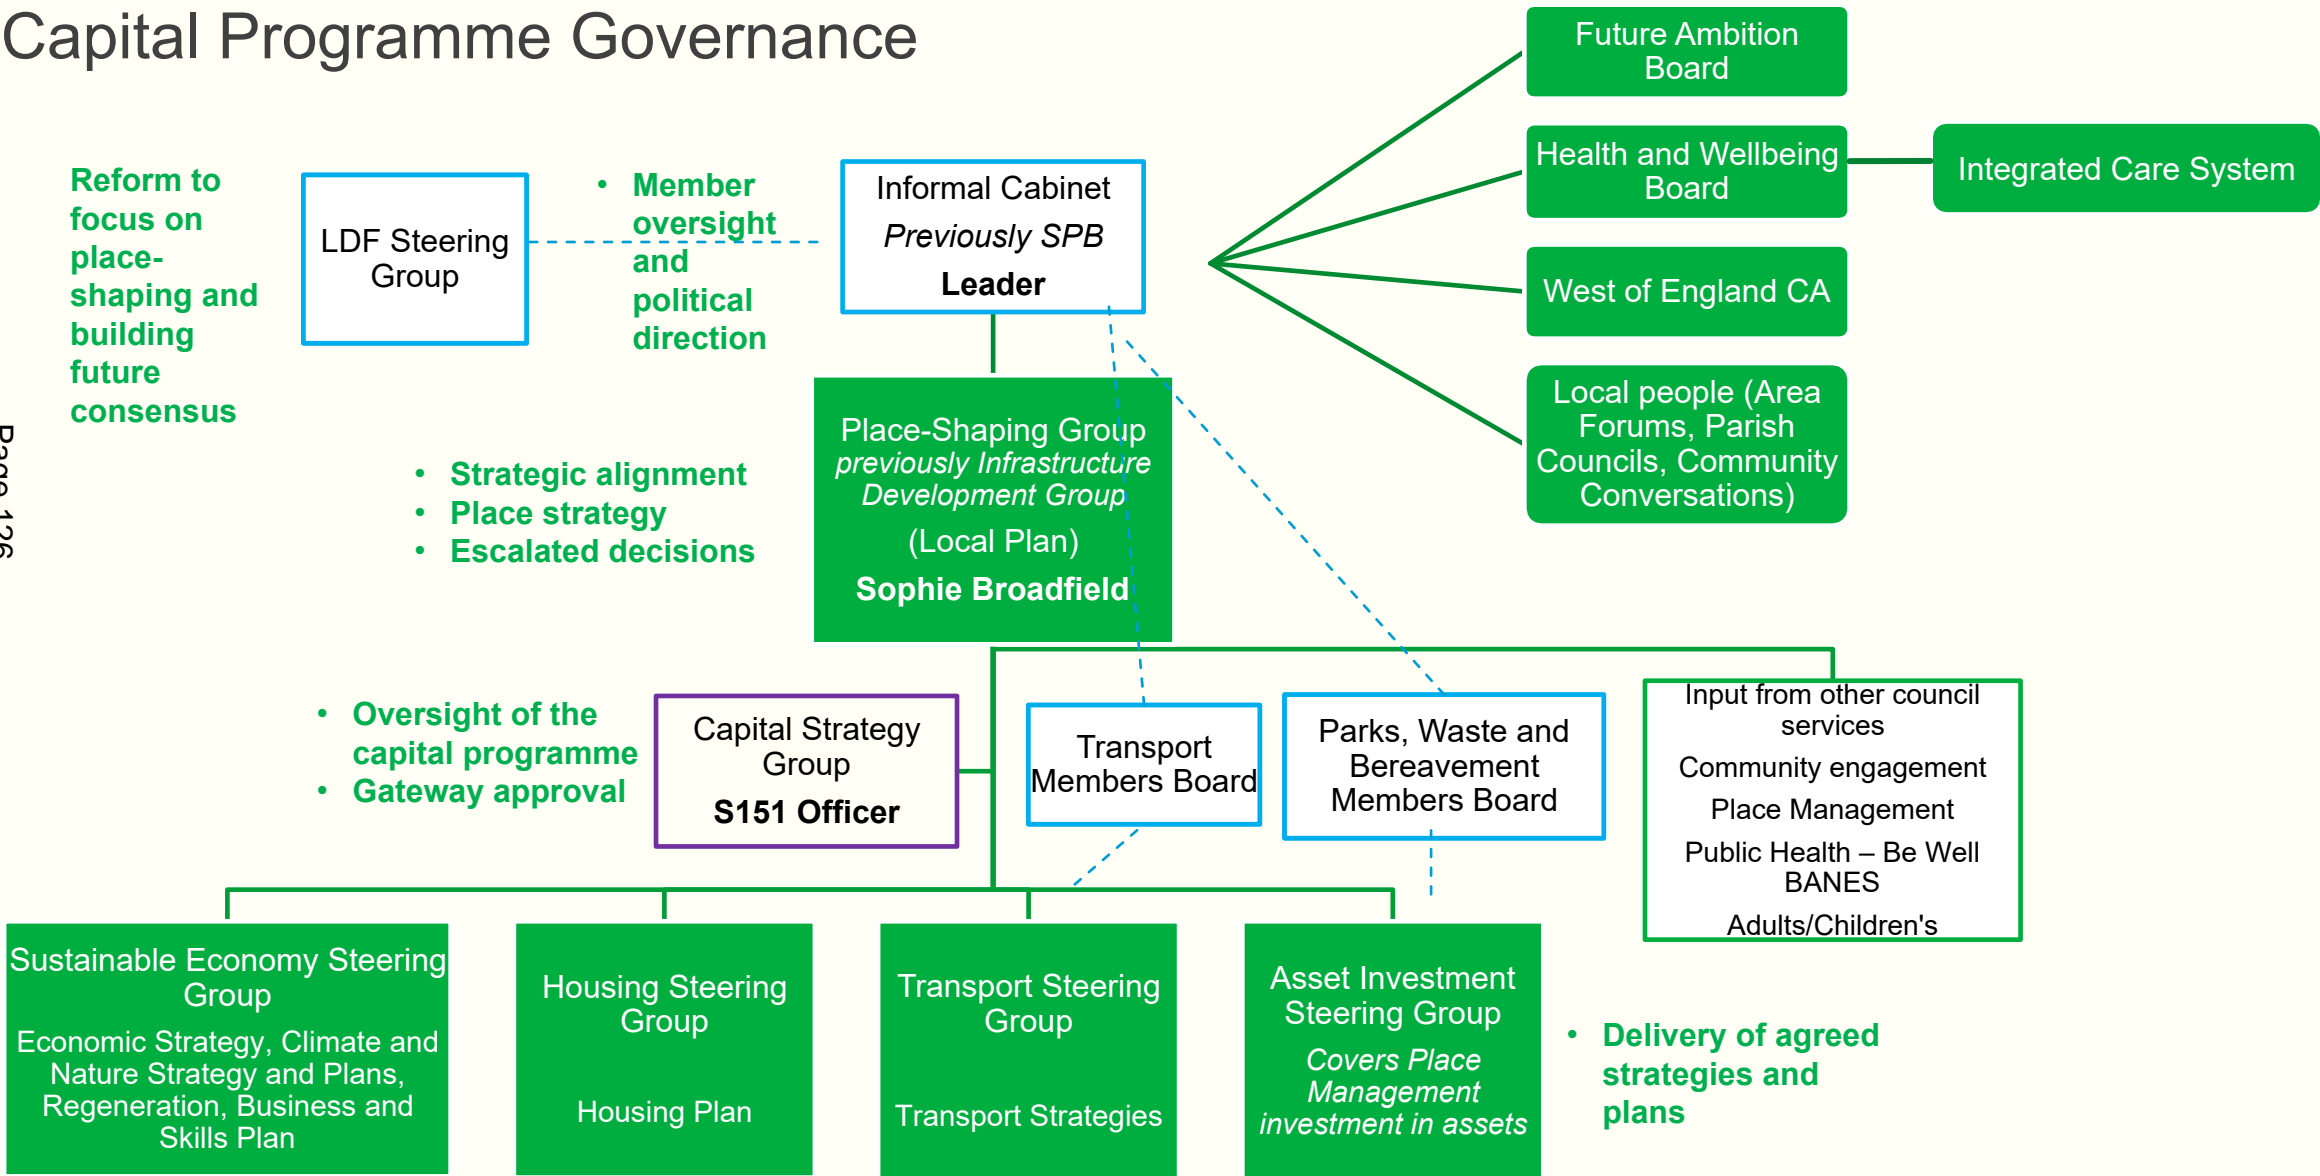 Capital Programme Governance
Future Ambition
Board
Health and Wellbeing
Board
Integrated Care System
West of England CA
Local people (Area
Forums, Parish
Councils, Community
Conversations)
Reform to
focus on
place-
shaping and
building
future
consensus
LDF Steering
Group
• Member
oversight
and
political
direction
Informal Cabinet
Previously SPB
Leader
Place-Shaping Group
previously Infrastructure
Development Group
(Local Plan)
Sophie Broadfield
• Strategic alignment
• Place strategy
• Escalated decisions
Page 126
• Oversight of the
capital programme
• Gateway approval
Capital Strategy
Group
S151 Officer
Transport
Members Board
Parks, Waste and
Bereavement
Members Board
Input from other council
services
Community engagement
Place Management
Public Health – Be Well
BANES
Adults/Children's
Sustainable Economy Steering
Group
Economic Strategy, Climate and
Nature Strategy and Plans,
Regeneration, Business and
Skills Plan
Housing Steering
Group
Housing Plan
Transport Steering
Group
Transport Strategies
Asset Investment
Steering Group
Covers Place
Management
investment in assets
• Delivery of agreed
strategies and
plans